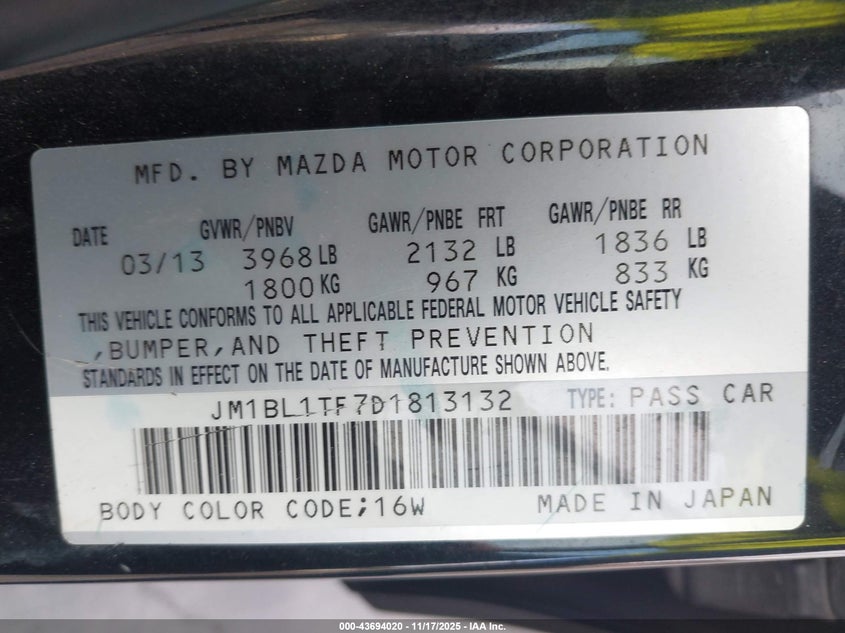 MFD. BY MAZDA MOTOR CORPORATION
DATE GVWR/PNBV GAWR/PNBE FRT GAWR/PNBE RR
03/13 3968 LB 2132 LB 1836 LB
1800 KG 967 KG 833 KG
THIS VEHICLE CONFORMS TO ALL APPLICABLE FEDERAL MOTOR VEHICLE SAFETY
,BUMPER,AND THEFT PREVENTION
STANDARDS IN EFFECT ON THE DATE OF MANUFACTURE SHOWN ABOVE.
JM1BL1TF7D1813132 TYPE: PASS CAR
BODY COLOR CODE;16W MADE IN JAPAN
000-43694020 - 11/17/2025 - IAA Inc.